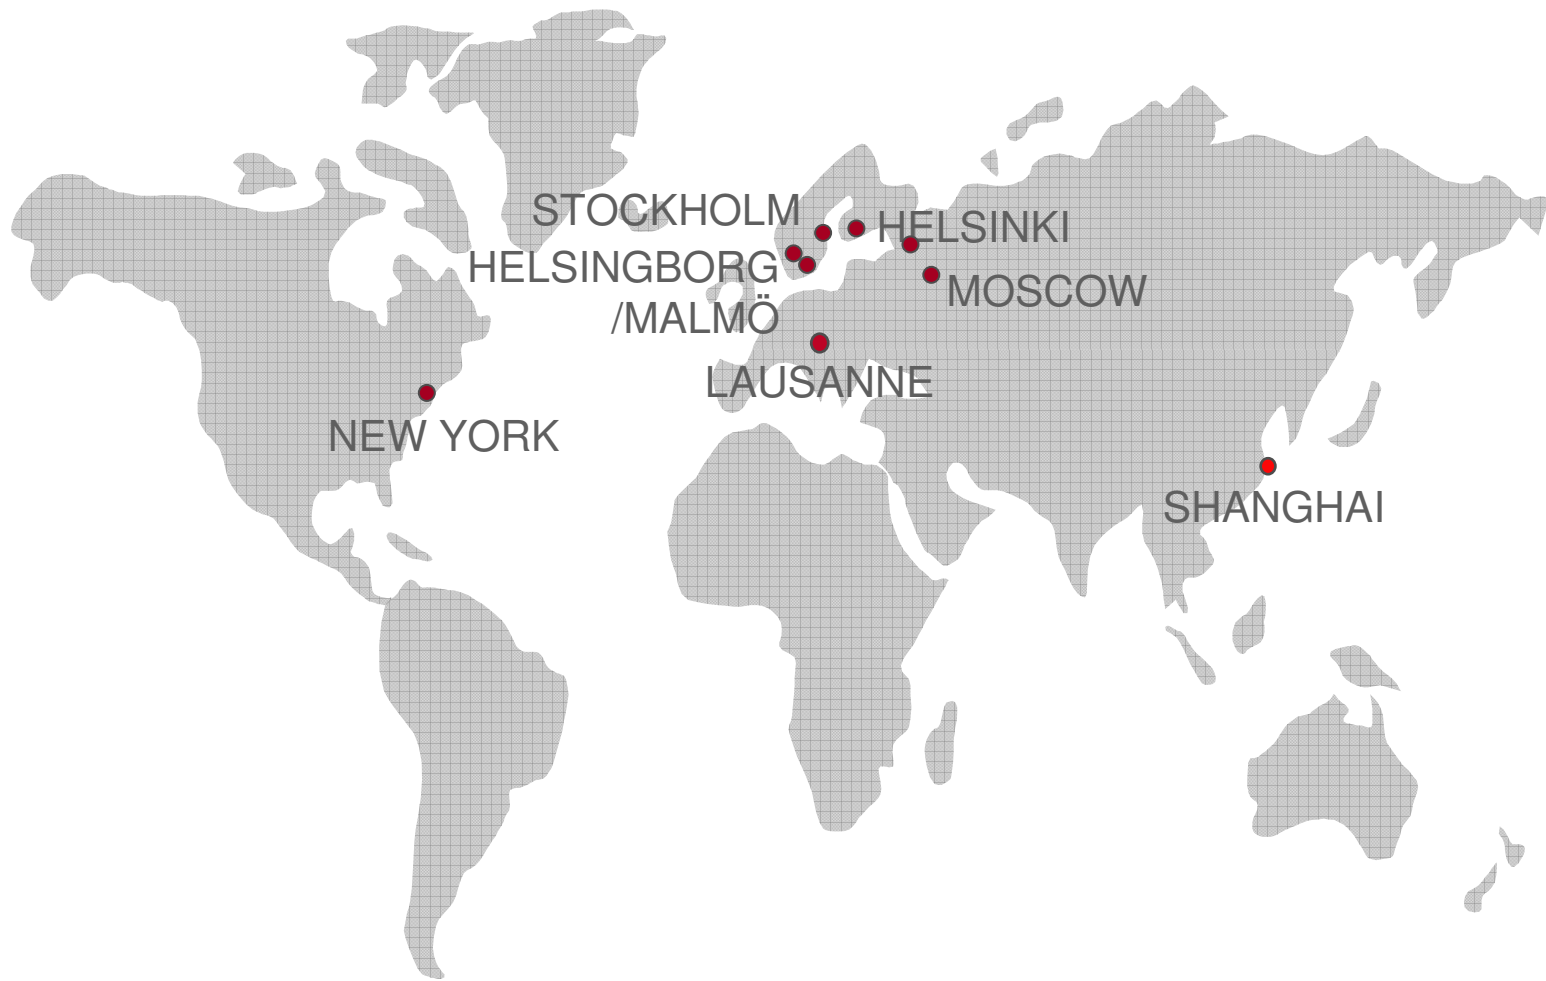 STOCKHOLM
HELSINKI
HELSINGBORG
/MALMÖ
MOSCOW
LAUSANNE
NEW YORK
SHANGHAI